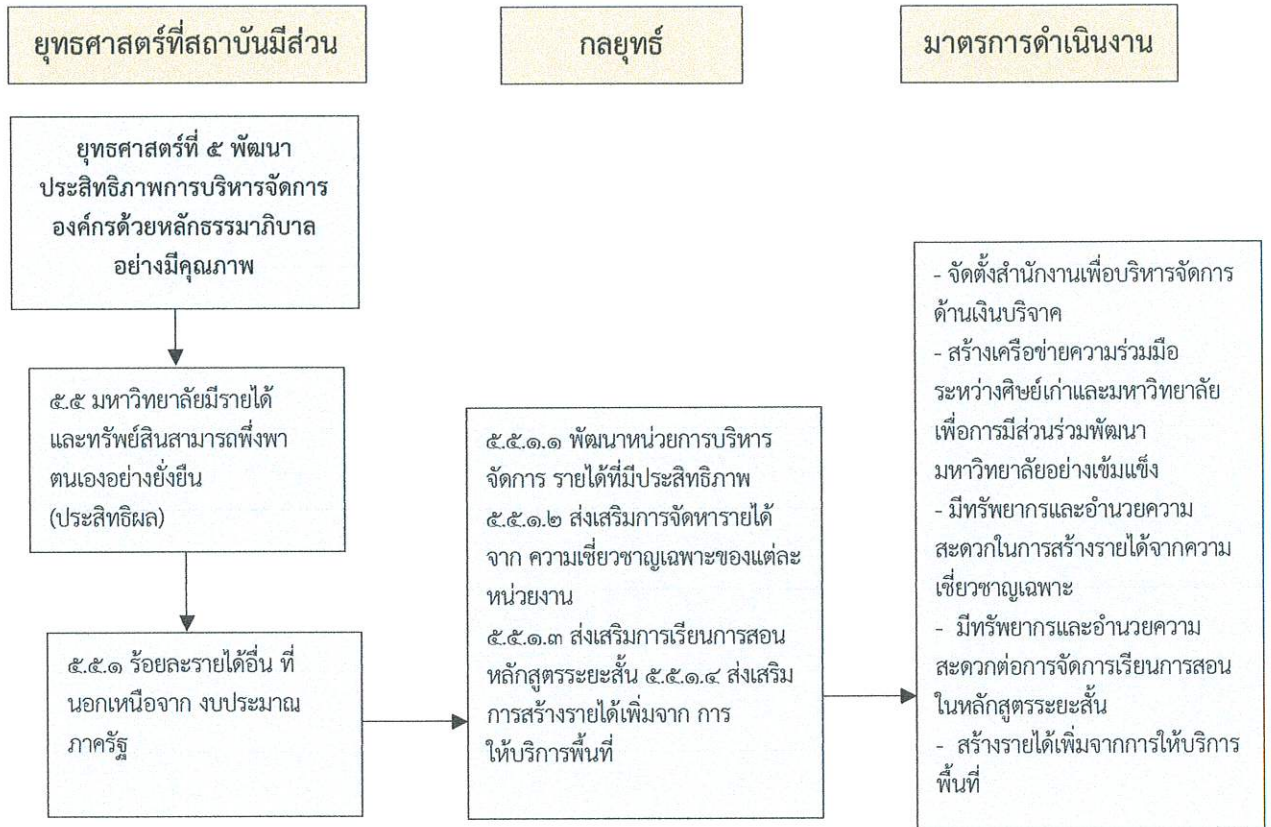 ยุทธศาสตร์ที่สถาบันมีส่วน
กลยุทธ์
มาตรการดำเนินงาน
ยุทธศาสตร์ที่ ๕ พัฒนา
ประสิทธิภาพการบริหารจัดการ
องค์กรด้วยหลักธรรมาภิบาล
อย่างมีคุณภาพ
๕.๕ มหาวิทยาลัยมีรายได้
และทรัพย์สินสามารถพึ่งพา
ตนเองอย่างยั่งยืน
(ประสิทธิผล)
๕.๕.๑ ร้อยละรายได้อื่น ที่
นอกเหนือจาก งบประมาณ
ภาครัฐ
๕.๕.๑.๑ พัฒนาหน่วยการบริหาร
จัดการ รายได้ที่มีประสิทธิภาพ
๕.๕.๑.๒ ส่งเสริมการจัดหารายได้
จาก ความเชี่ยวชาญเฉพาะของแต่ละ
หน่วยงาน
๕.๕.๑.๓ ส่งเสริมการเรียนการสอน
หลักสูตรระยะสั้น ๕.๕.๑.๔ ส่งเสริม
การสร้างรายได้เพิ่มจาก การ
ให้บริการพื้นที่
- จัดตั้งสำนักงานเพื่อบริหารจัดการ
ด้านเงินบริจาค
- สร้างเครือข่ายความร่วมมือ
ระหว่างศิษย์เก่าและมหาวิทยาลัย
เพื่อการมีส่วนร่วมพัฒนา
มหาวิทยาลัยอย่างเข้มแข็ง
- มีทรัพยากรและอำนวยความ
สะดวกในการสร้างรายได้จากความ
เชี่ยวชาญเฉพาะ
- มีทรัพยากรและอำนวยความ
สะดวกต่อการจัดการเรียนการสอน
ในหลักสูตรระยะสั้น
- สร้างรายได้เพิ่มจากการให้บริการ
พื้นที่